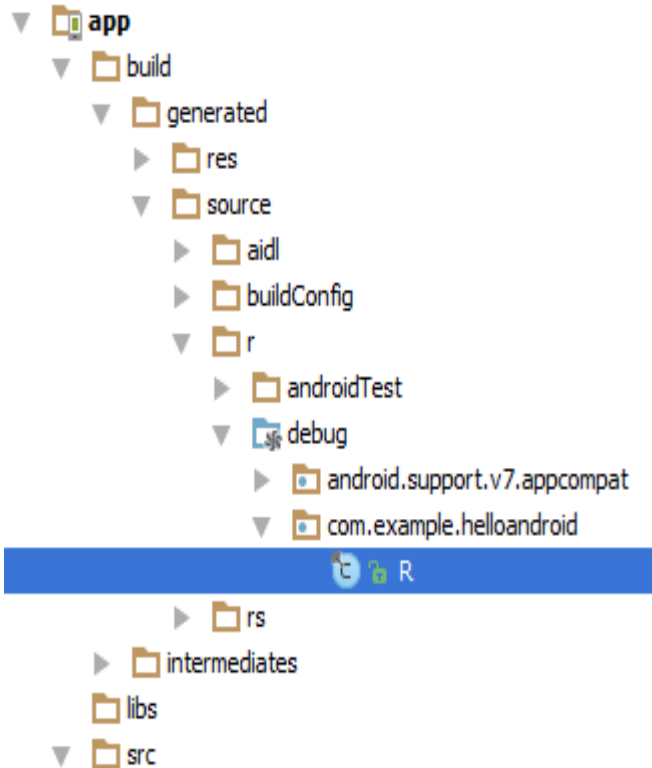 app
build
generated
res
source
aidl
buildConfig
r
androidTest
debug
android.support.v7.appcompat
com.example.helloandroid
R
rs
intermediates
libs
src